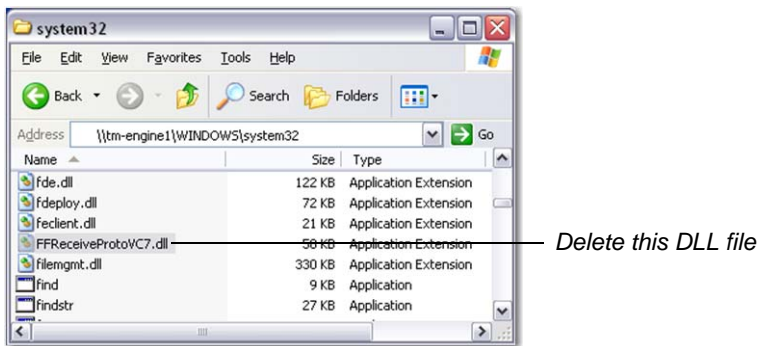 system32
File Edit View Favorites Tools Help
Back Search Folders
Address \\tm-engine1\WINDOWS\system32 Go
Name Size Type
fde.dll 122 KB Application Extension
fdeploy.dll 72 KB Application Extension
feclient.dll 21 KB Application Extension
FFReceiveProtoVC7.dll 58 KB Application Extension
Delete this DLL file
filemgmt.dll 330 KB Application Extension
find 9 KB Application
findstr 27 KB Application